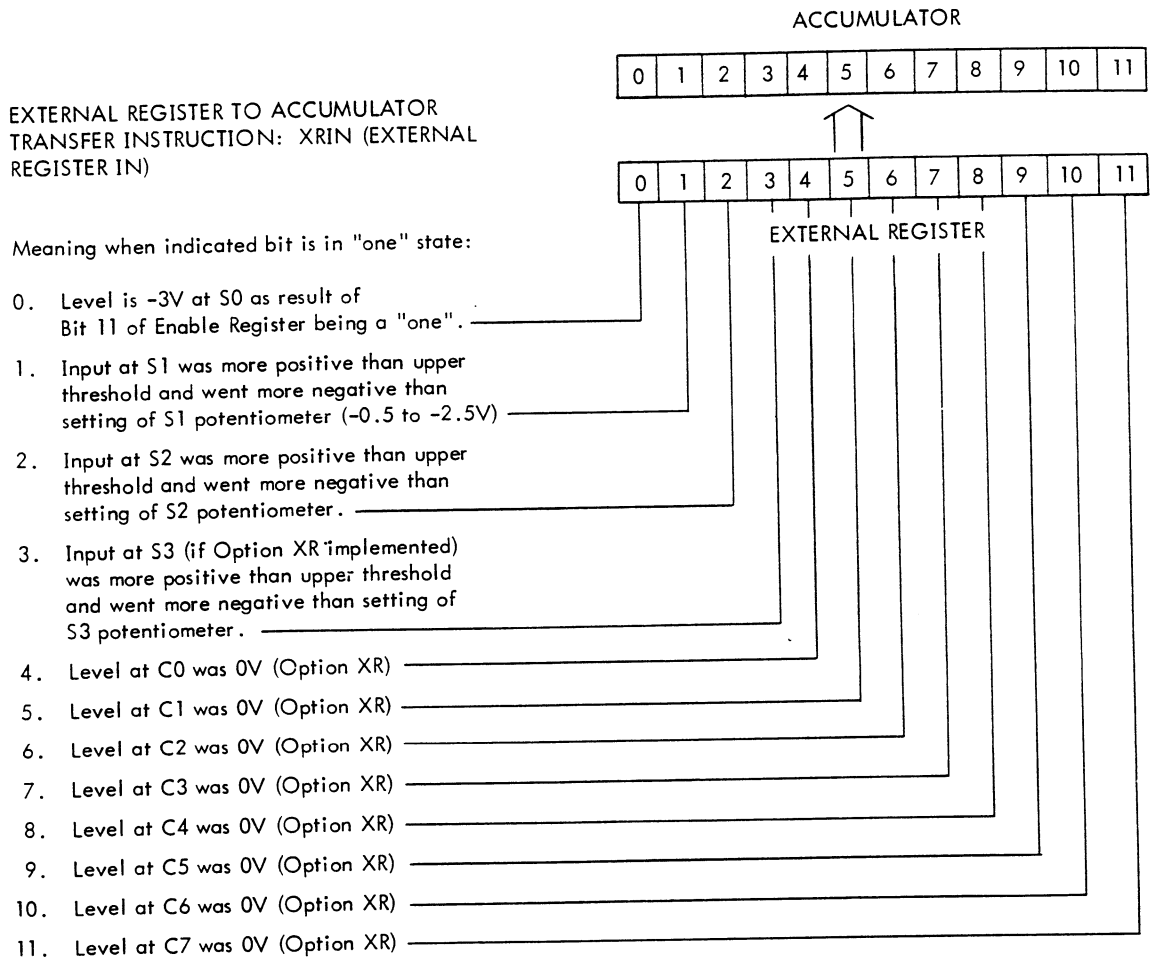 ACCUMULATOR
0 1 2 3 4 5 6 7 8 9 10 11
EXTERNAL REGISTER TO ACCUMULATOR
TRANSFER INSTRUCTION: XRIN (EXTERNAL
REGISTER IN)
0 1 2 3 4 5 6 7 8 9 10 11
EXTERNAL REGISTER
Meaning when indicated bit is in "one" state:
0. Level is -3V at S0 as result of
Bit 11 of Enable Register being a "one".
1. Input at S1 was more positive than upper
threshold and went more negative than
setting of S1 potentiometer (-0.5 to -2.5V)
2. Input at S2 was more positive than upper
threshold and went more negative than
setting of S2 potentiometer.
3. Input at S3 (if Option XR implemented)
was more positive than upper threshold
and went more negative than setting of
S3 potentiometer.
4. Level at C0 was 0V (Option XR)
5. Level at C1 was 0V (Option XR)
6. Level at C2 was 0V (Option XR)
7. Level at C3 was 0V (Option XR)
8. Level at C4 was 0V (Option XR)
9. Level at C5 was 0V (Option XR)
10. Level at C6 was 0V (Option XR)
11. Level at C7 was 0V (Option XR)